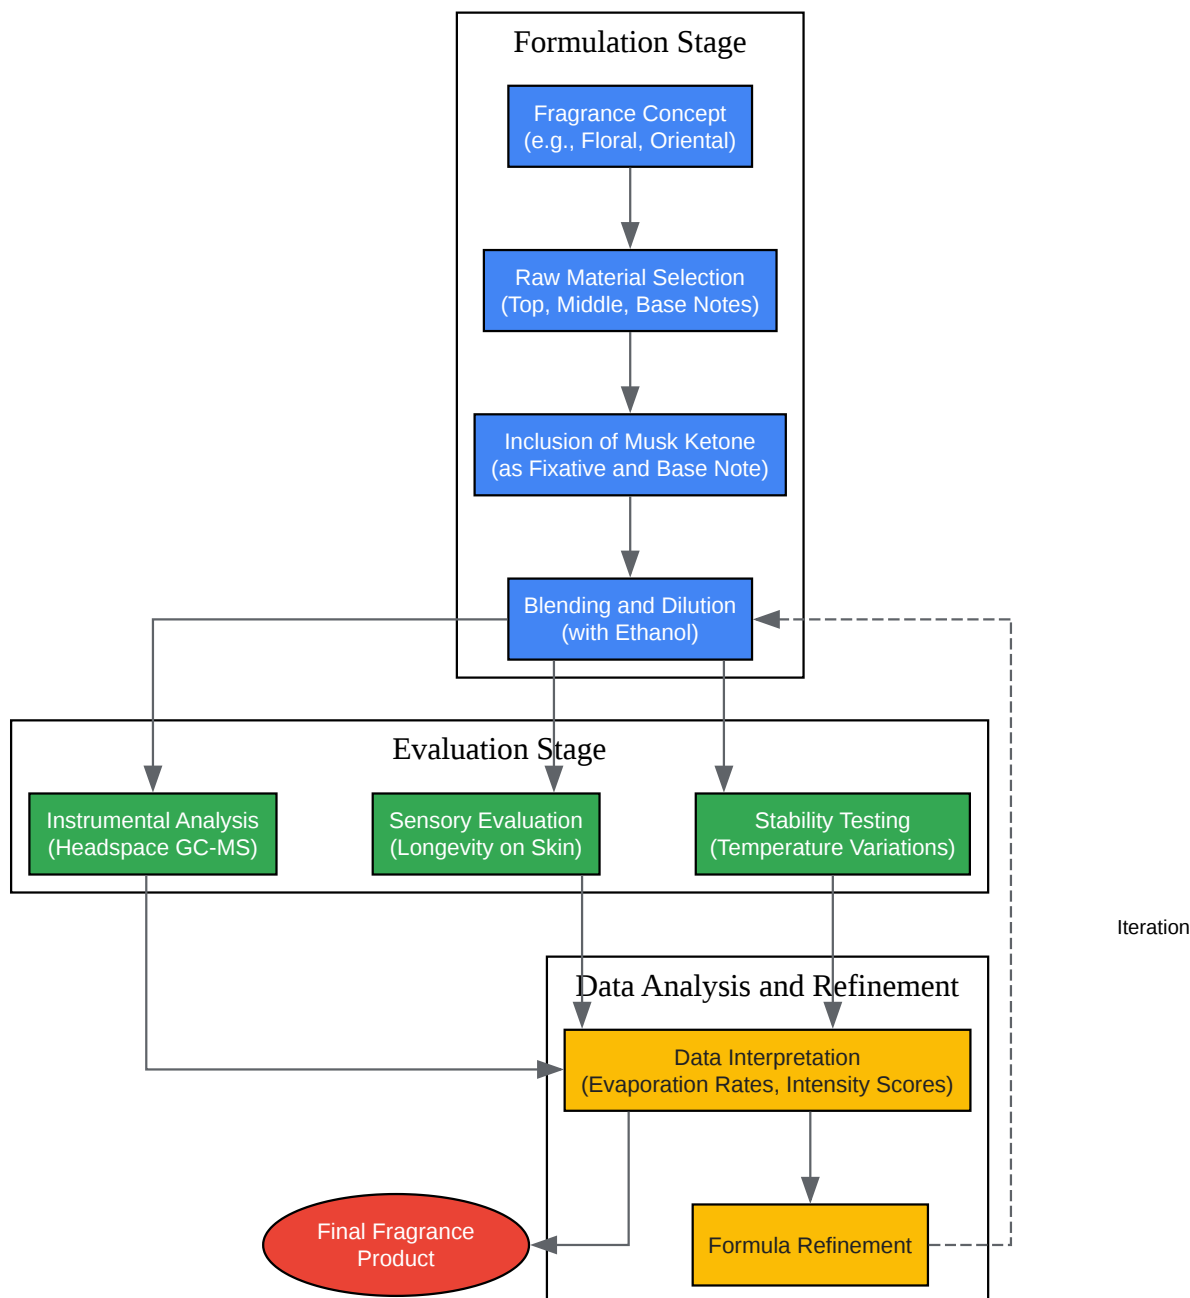 Formulation Stage
Fragrance Concept
(e.g., Floral, Oriental)
Raw Material Selection
(Top, Middle, Base Notes)
Inclusion of Musk Ketone
(as Fixative and Base Note)
Blending and Dilution
(with Ethanol)
Evaluation Stage
Instrumental Analysis
(Headspace GC-MS)
Sensory Evaluation
(Longevity on Skin)
Stability Testing
(Temperature Variations)
Iteration
Data Analysis and Refinement
Data Interpretation
(Evaporation Rates, Intensity Scores)
Final Fragrance
Product
Formula Refinement